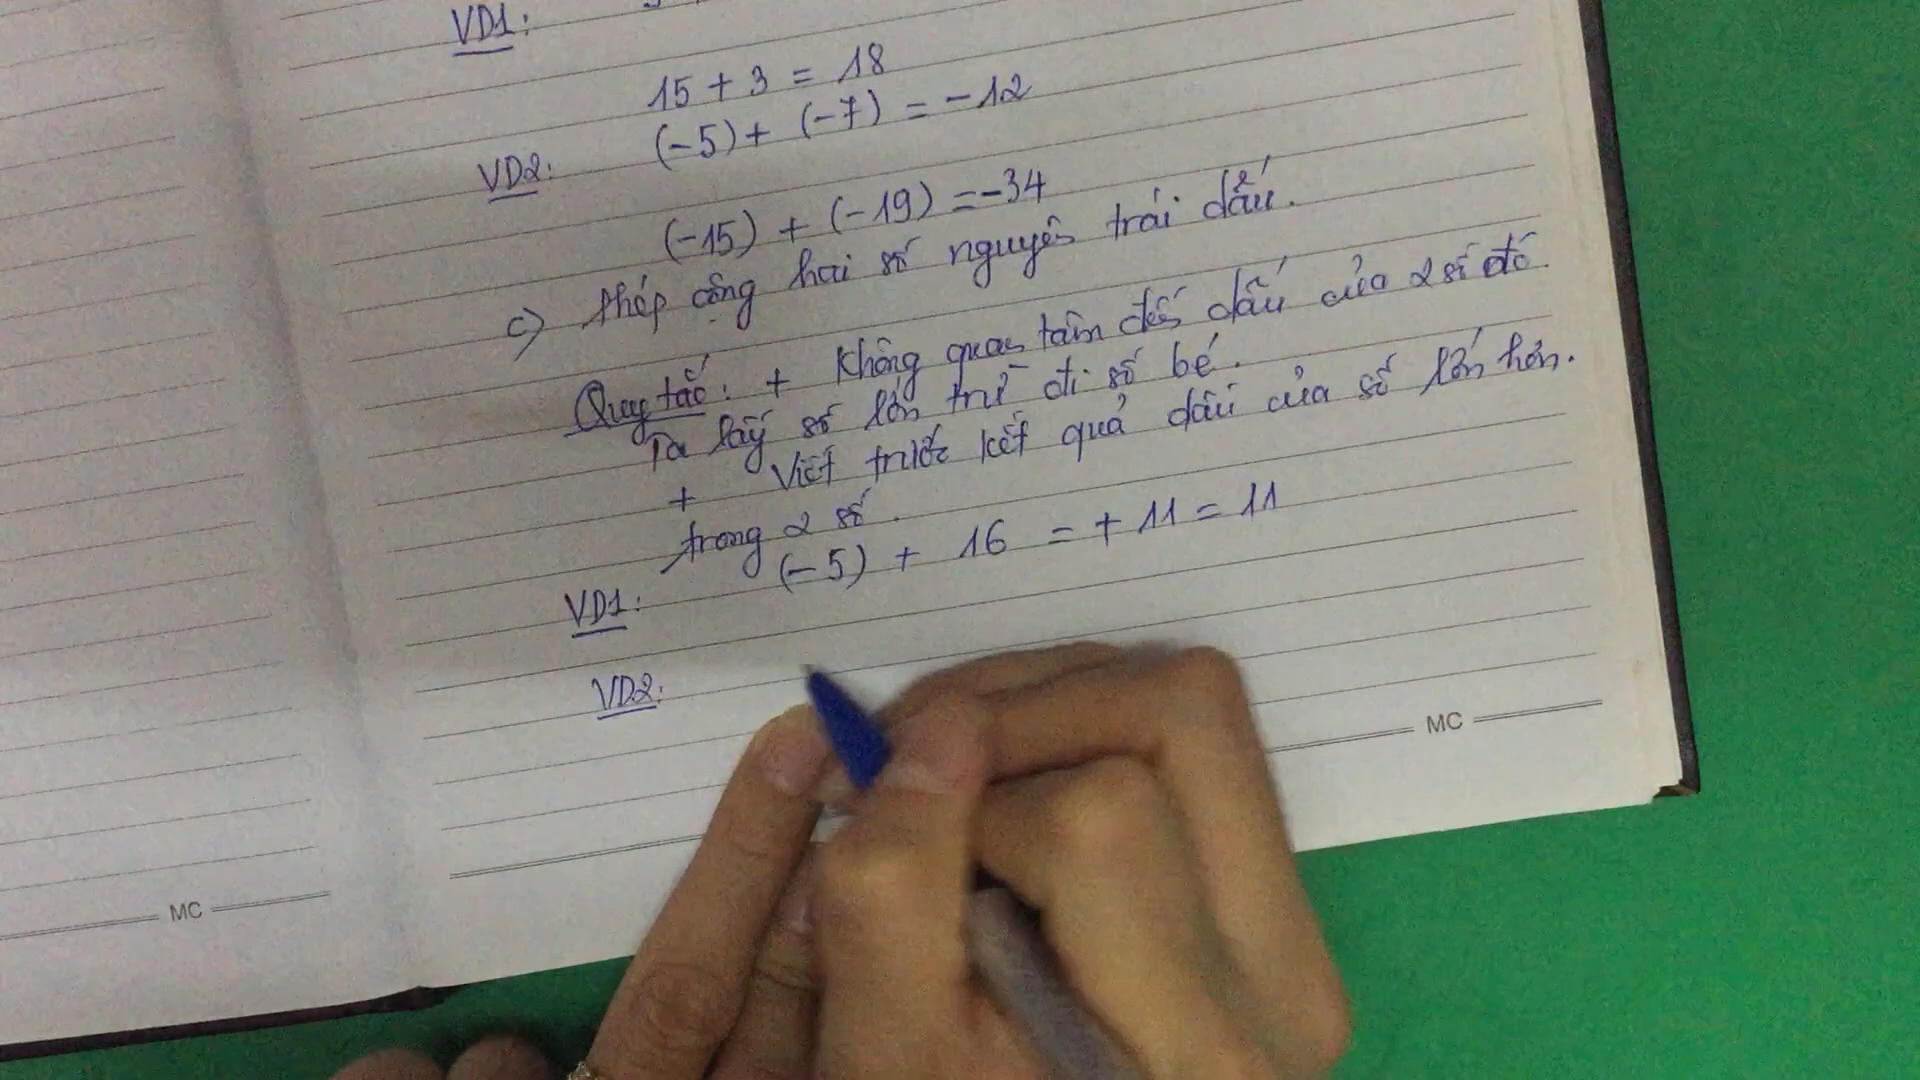 VD1:
15 + 3 = 18
(-5) + (-7) = -12
VD2:
(-15) + (-19) = -34
c) Phép cộng hai số nguyên trái dấu.
Quy tắc: + Không quan tâm đến dấu của 2 số đó.
Ta lấy số lớn trừ đi số bé.
+ Viết trước kết quả dấu của số lớn hơn.
trong 2 số.
VD1: (-5) + 16 = + 11 = 11
VD2:
MC
MC